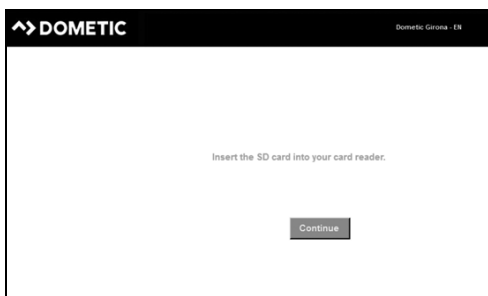 DOMETIC
Dometic Girona - EN
Insert the SD card into your card reader.
Continue